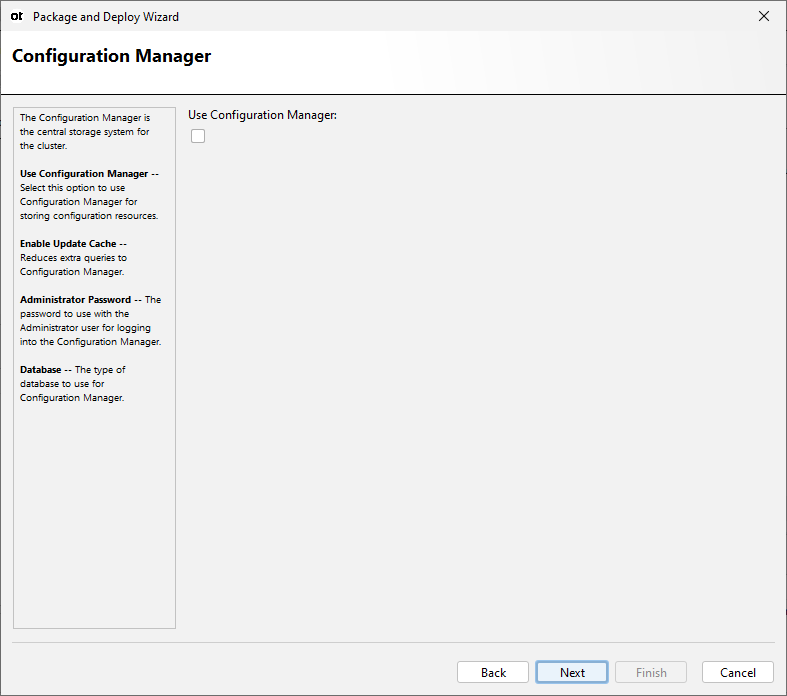 ot Package and Deploy Wizard
Configuration Manager
The Configuration Manager is
the central storage system for
the cluster.
Use Configuration Manager --
Select this option to use
Configuration Manager for
storing configuration resources.
Enable Update Cache --
Reduces extra queries to
Configuration Manager.
Administrator Password -- The
password to use with the
Administrator user for logging
into the Configuration Manager.
Database -- The type of
database to use for
Configuration Manager.
Use Configuration Manager:
Back Next Finish Cancel